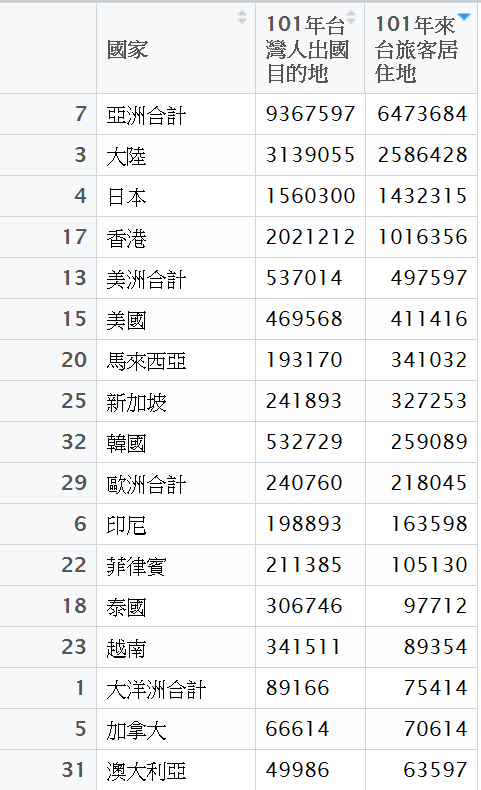 國家 101年台灣人出國目的地 101年來台旅客居住地
7 亞洲合計 9367597 6473684
3 大陸 3139055 2586428
4 日本 1560300 1432315
17 香港 2021212 1016356
13 美洲合計 537014 497597
15 美國 469568 411416
20 馬來西亞 193170 341032
25 新加坡 241893 327253
32 韓國 532729 259089
29 歐洲合計 240760 218045
6 印尼 198893 163598
22 菲律賓 211385 105130
18 泰國 306746 97712
23 越南 341511 89354
1 大洋洲合計 89166 75414
5 加拿大 66614 70614
31 澳大利亞 49986 63597